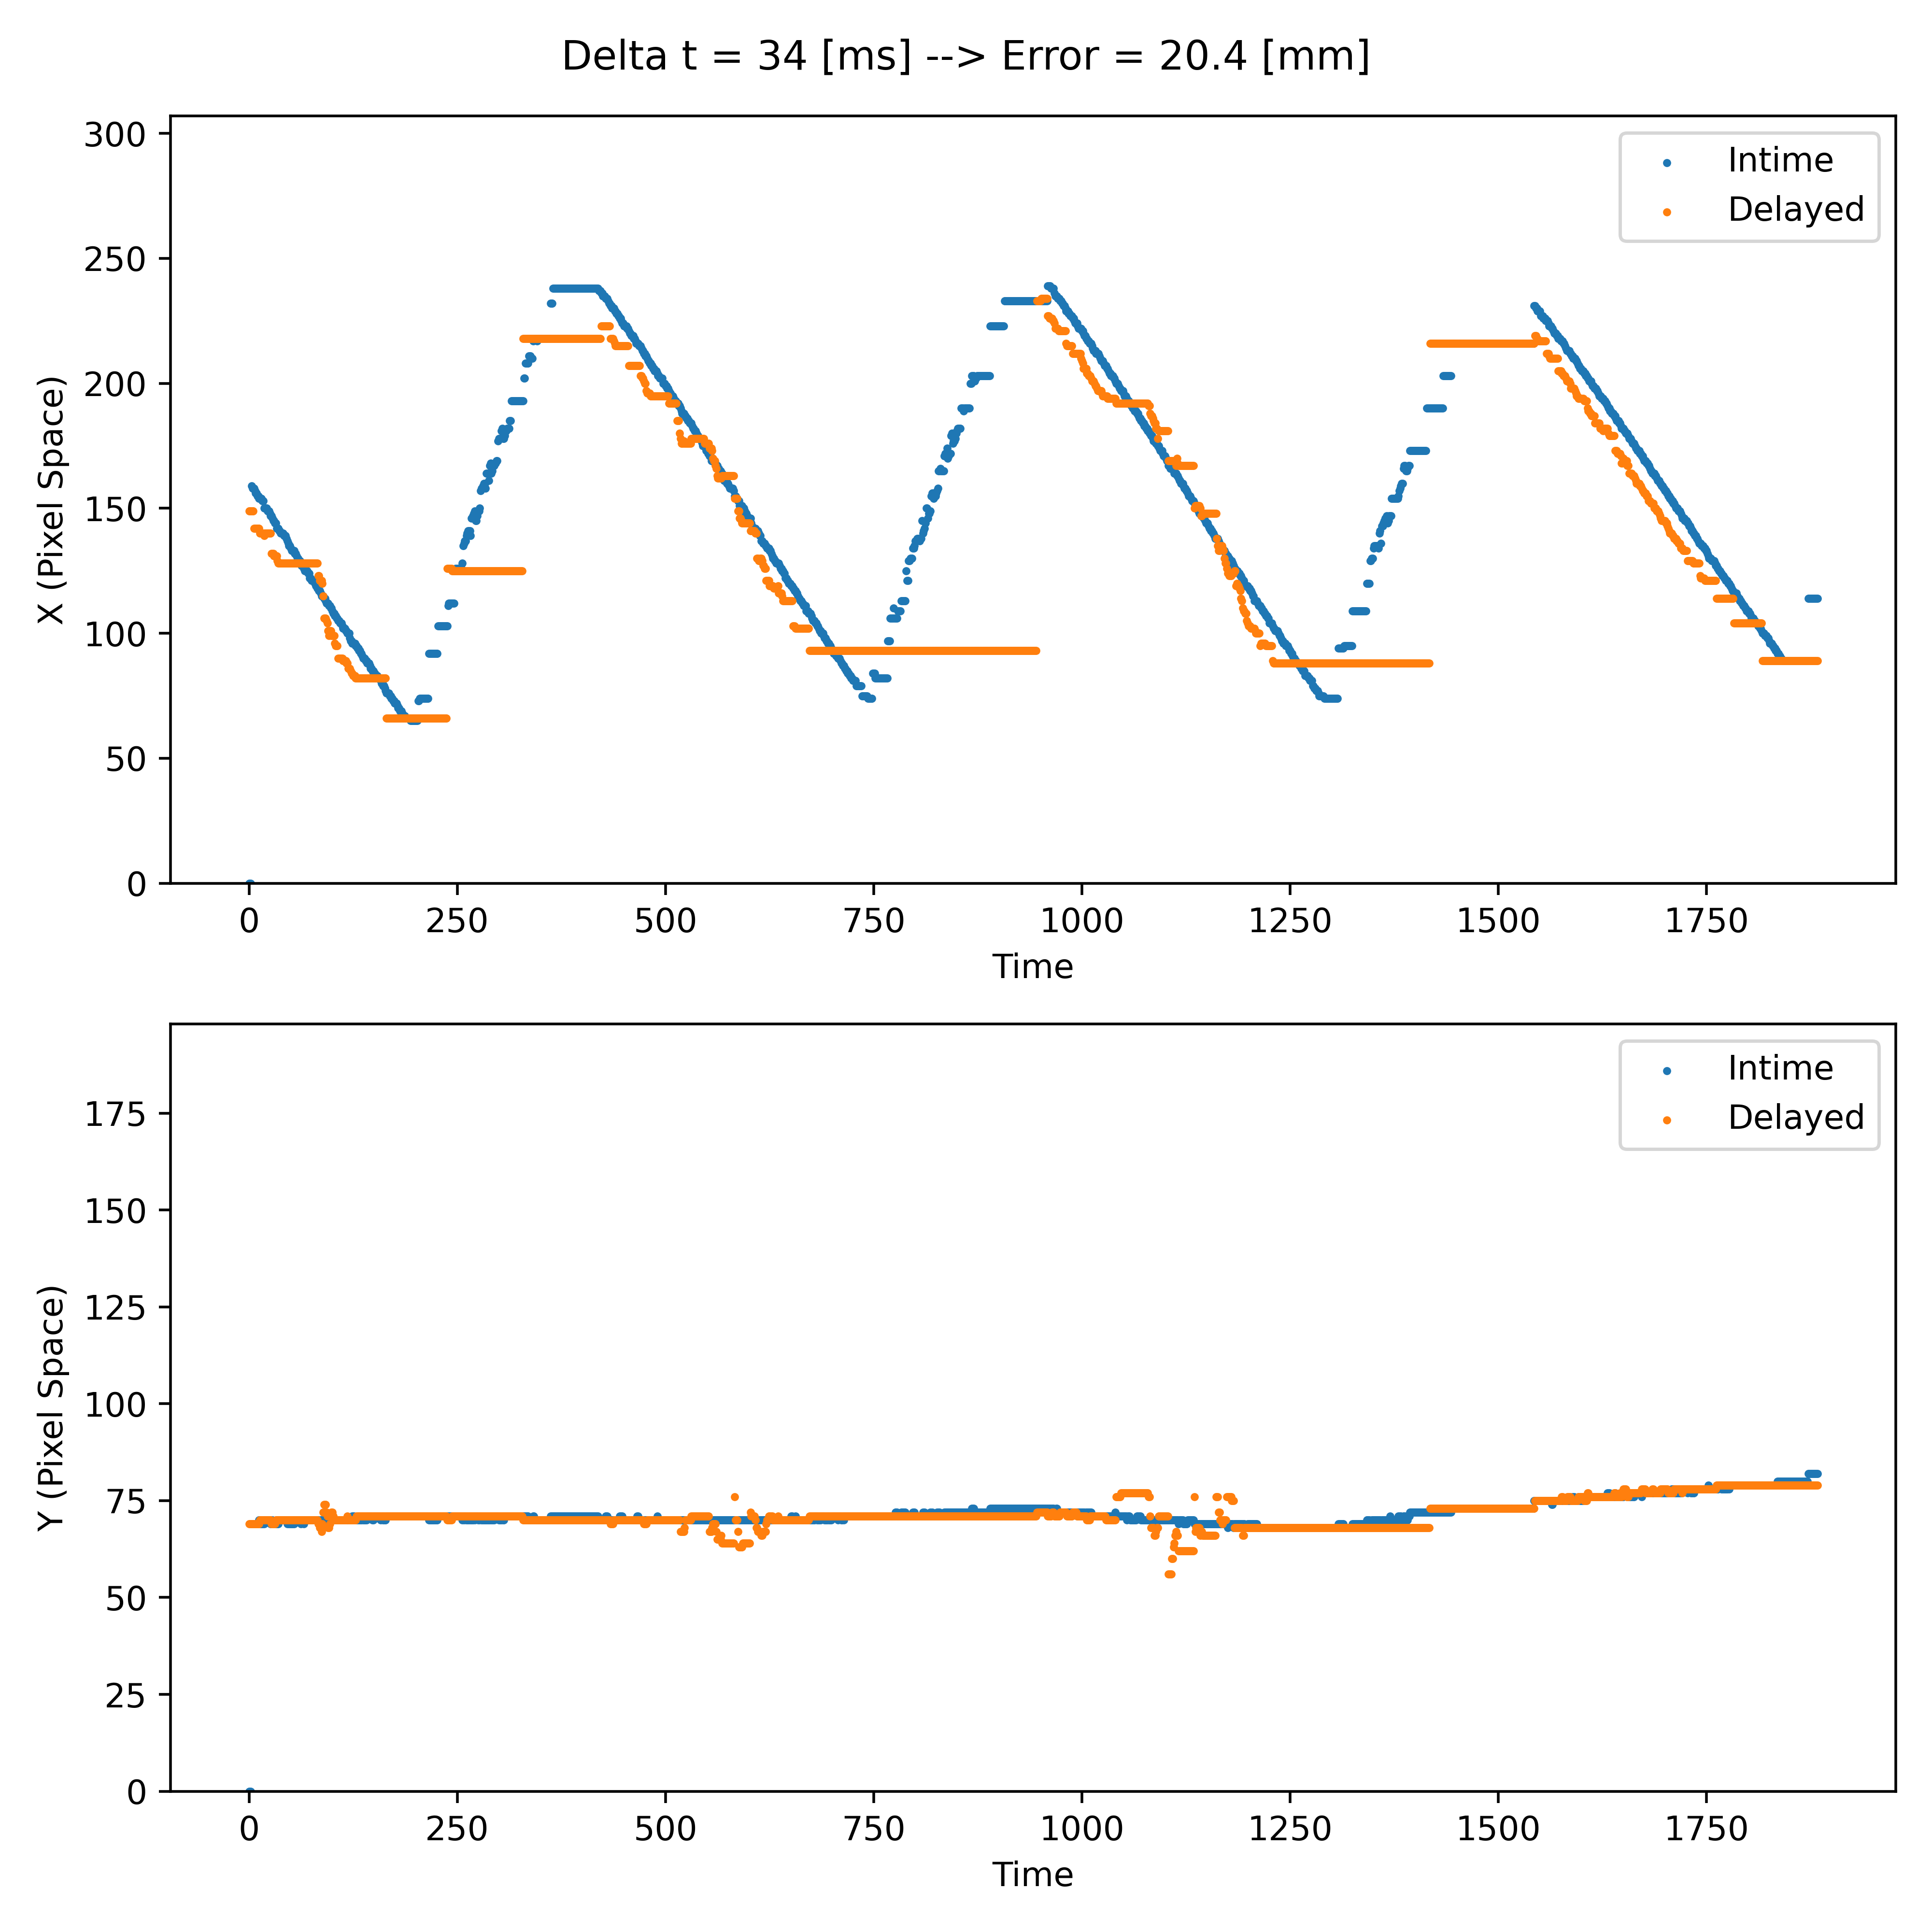 Delta t = 34 [ms] --> Error = 20.4 [mm]
300
250
200
150
100
50
0
X (Pixel Space)
Intime
Delayed
0 250 500 750 1000 1250 1500 1750
Time
175
150
125
100
75
50
25
0
Y (Pixel Space)
Intime
Delayed
0 250 500 750 1000 1250 1500 1750
Time